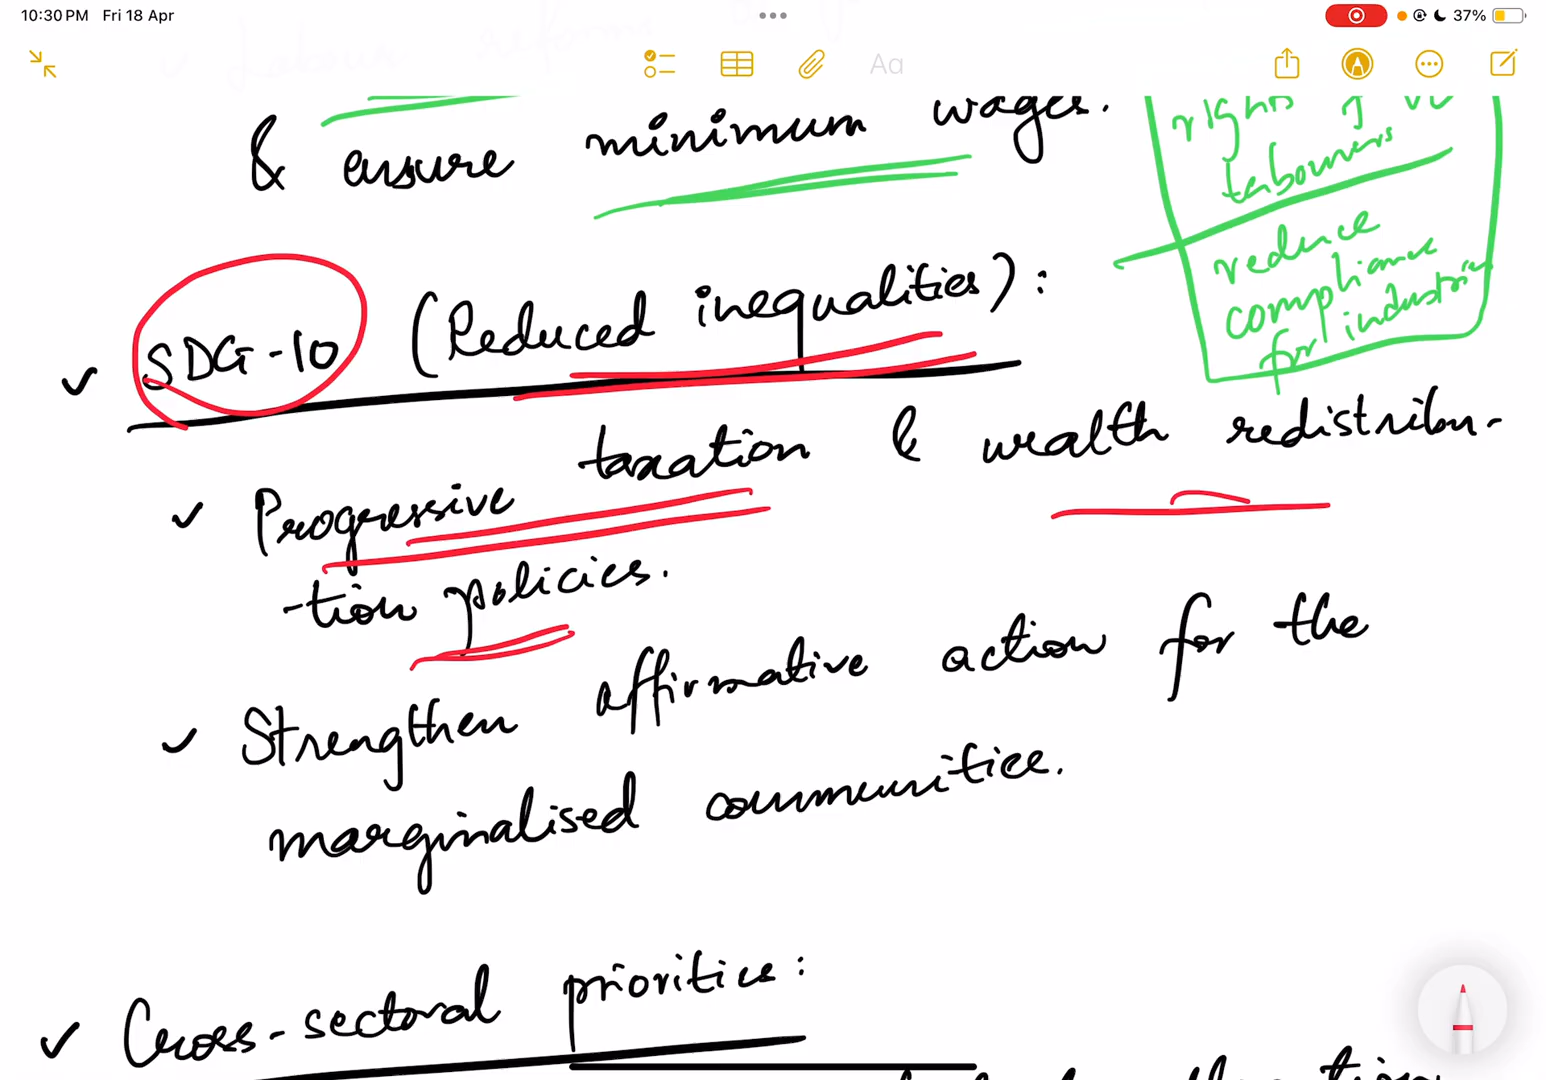 10:30 PM Fri 18 Apr
37%
Aa
Labour reforms
& ensure minimum wages.
rights of
labourers
reduce
compliance
for industries
✓ SDG-10 (Reduced inequalities):
✓ Progressive taxation & wealth redistribu-
-tion policies.
✓ Strengthen affirmative action for the
marginalised communities.
✓ Cross-sectoral priorities: